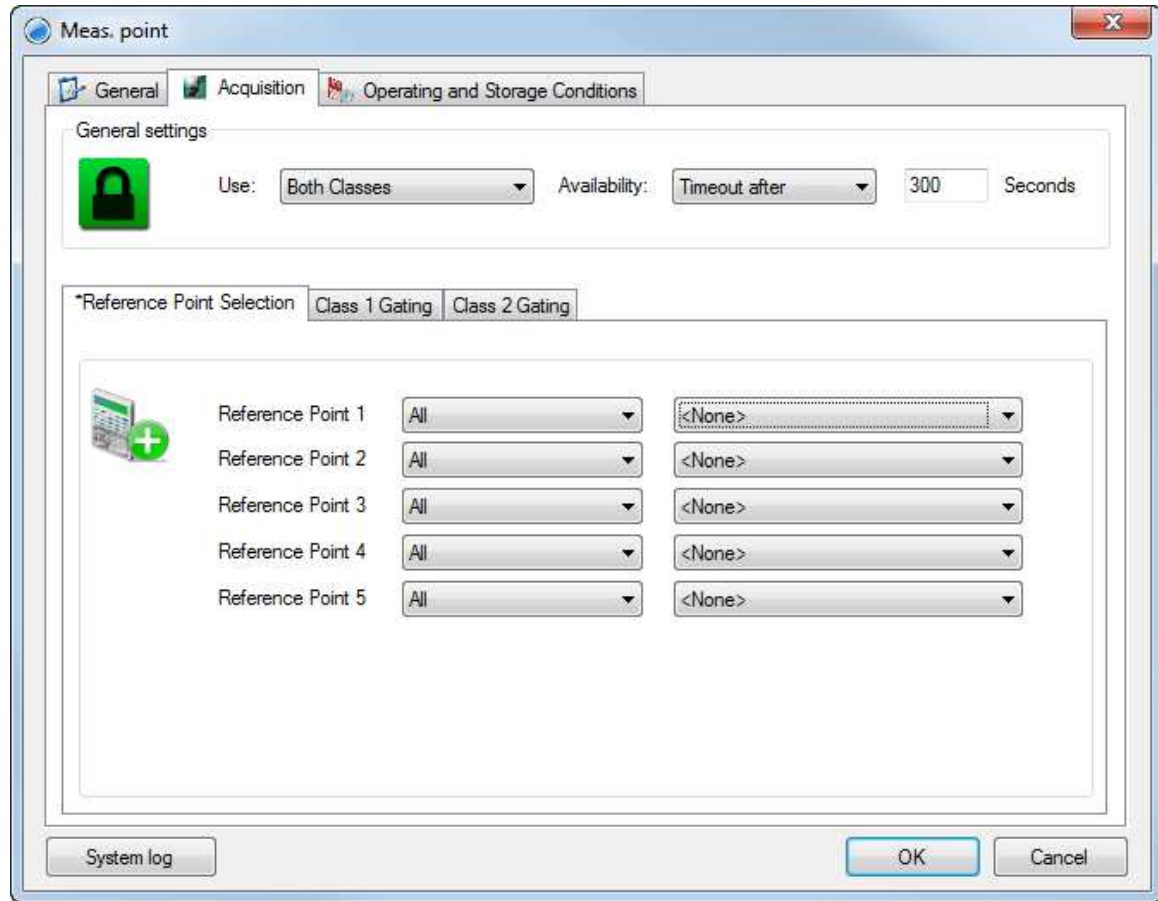 Meas. point
General Acquisition Operating and Storage Conditions
General settings
Use: Both Classes Availability: Timeout after 300 Seconds
*Reference Point Selection Class 1 Gating Class 2 Gating
Reference Point 1 All <None>
Reference Point 2 All <None>
Reference Point 3 All <None>
Reference Point 4 All <None>
Reference Point 5 All <None>
System log OK Cancel